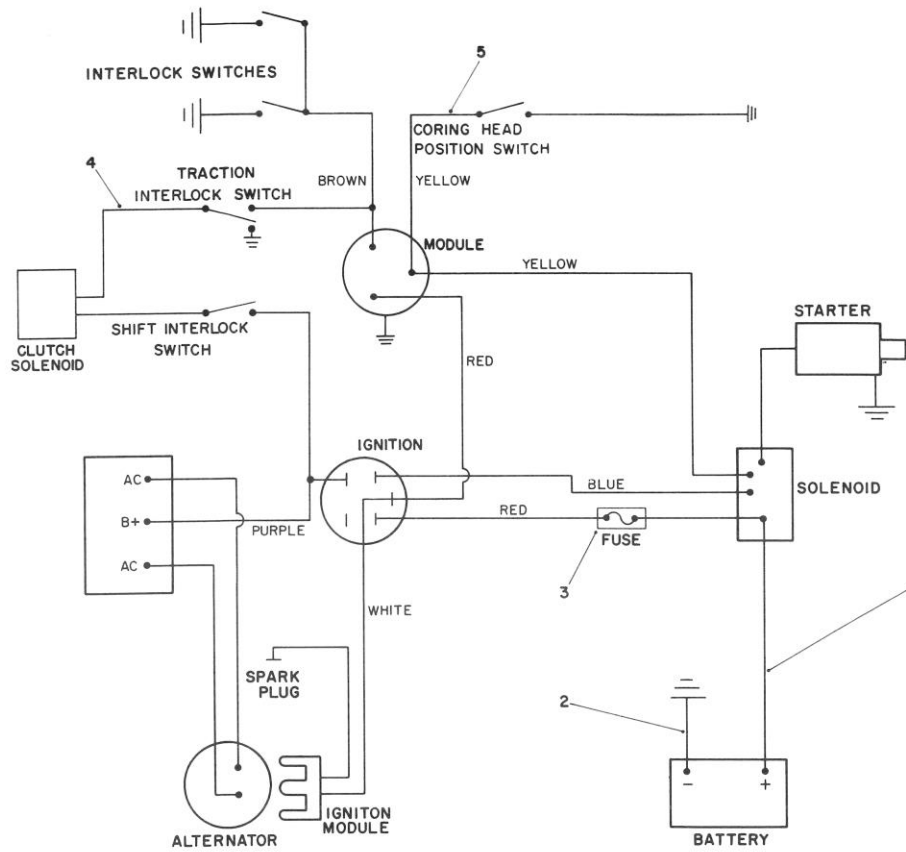 INTERLOCK SWITCHES
5
CORING HEAD
POSITION SWITCH
4
TRACTION
INTERLOCK SWITCH
BROWN
YELLOW
MODULE
YELLOW
STARTER
CLUTCH
SOLENOID
SHIFT INTERLOCK
SWITCH
RED
IGNITION
AC
B+
AC
PURPLE
BLUE
RED
SOLENOID
FUSE
3
WHITE
SPARK
PLUG
2
- +
ALTERNATOR
IGNITON
MODULE
BATTERY